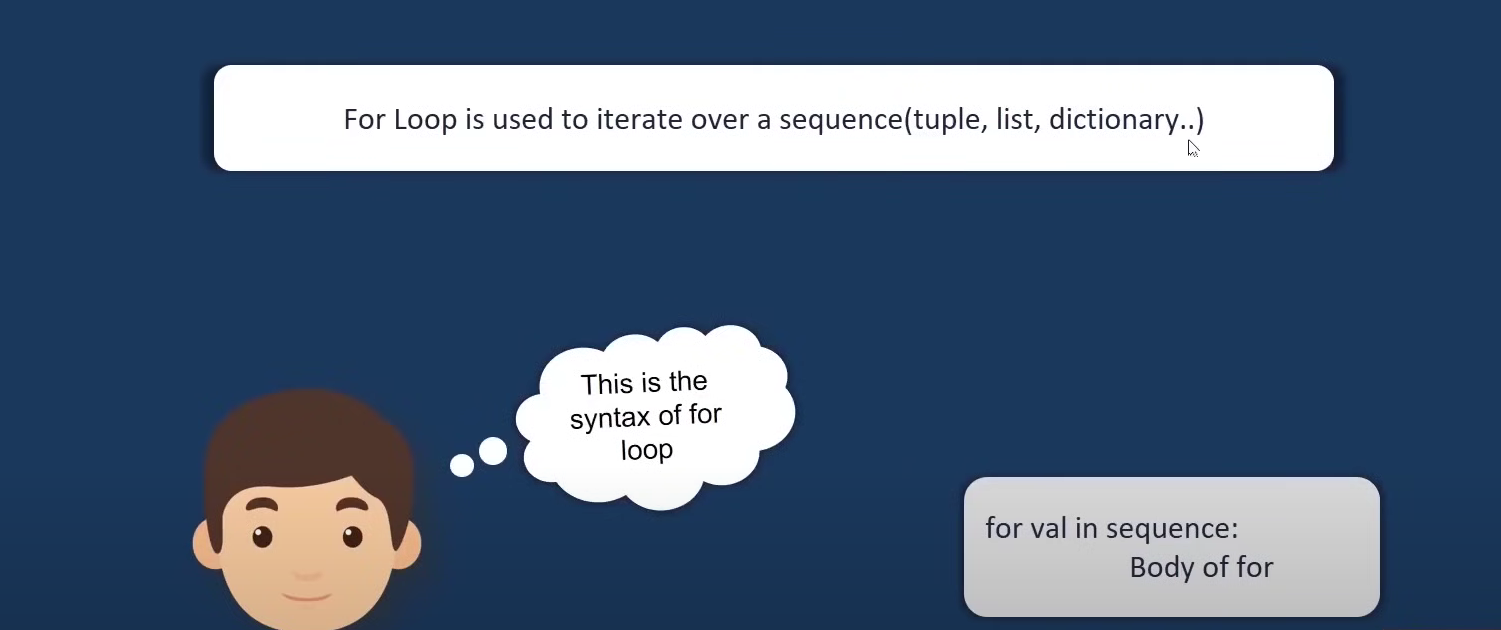 For Loop is used to iterate over a sequence(tuple, list, dictionary..)
This is the
syntax of for
loop
for val in sequence:
Body of for